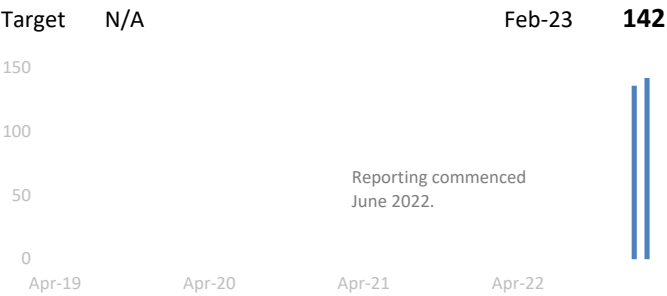 Target N/A Feb-23 142
150
100
Reporting commenced
50
June 2022.
0
Apr-19 Apr-20 Apr-21 Apr-22